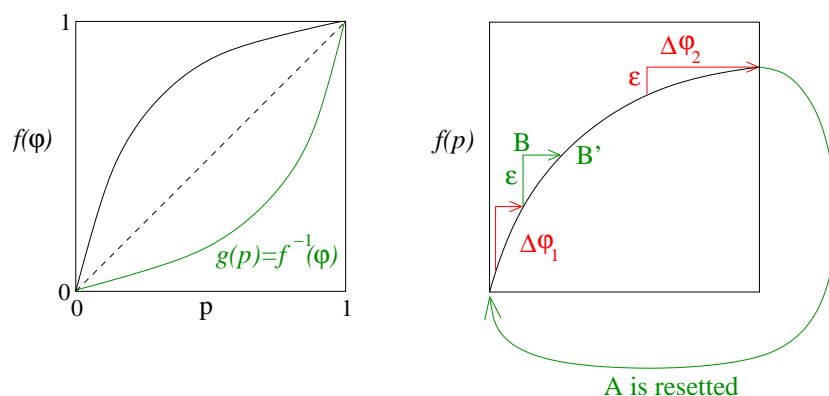 1
f(φ)
g(p)=f⁻¹(φ)
0
0
p
1
Δφ₂
ε
f(p)
B
B'
ε
Δφ₁
A is resetted